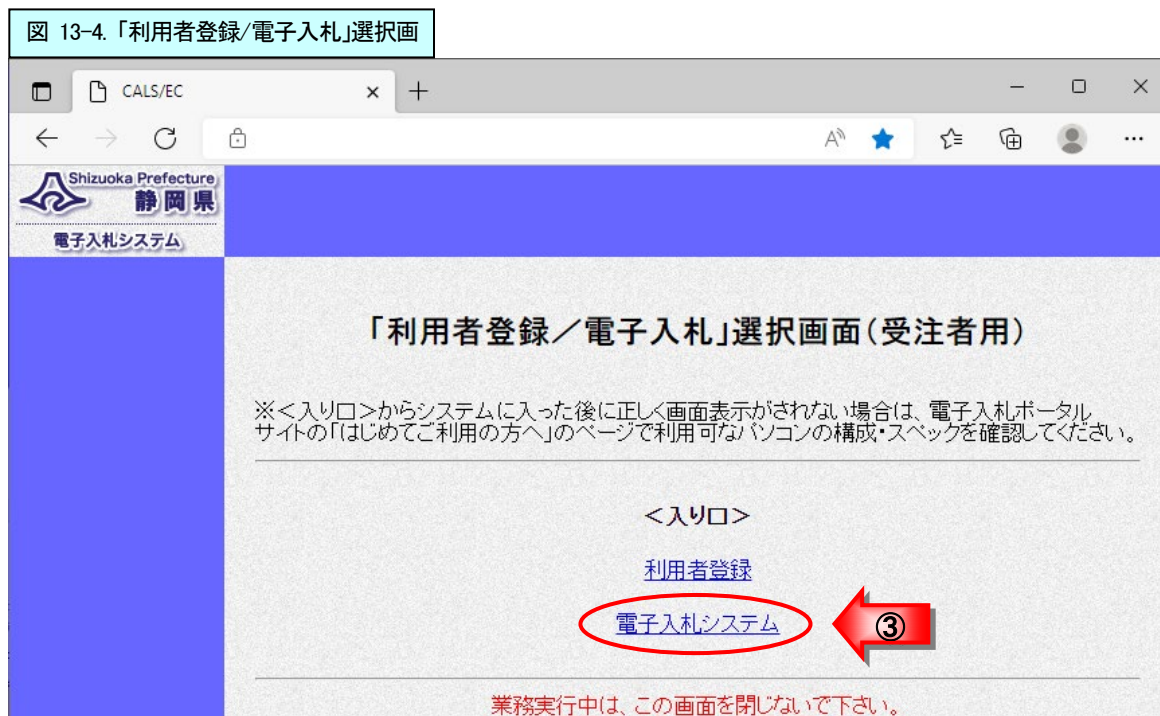 図 13-4.「利用者登録/電子入札」選択画
CALS/EC
Shizuoka Prefecture
静岡県
電子入札システム
「利用者登録／電子入札」選択画面(受注者用)
※＜入り口＞からシステムに入った後に正しく画面表示がされない場合は、電子入札ポータル
サイトの「はじめてご利用の方へ」のページで利用可なパソコンの構成・スペックを確認してください。
＜入り口＞
利用者登録
電子入札システム
③
業務実行中は、この画面を閉じないで下さい。